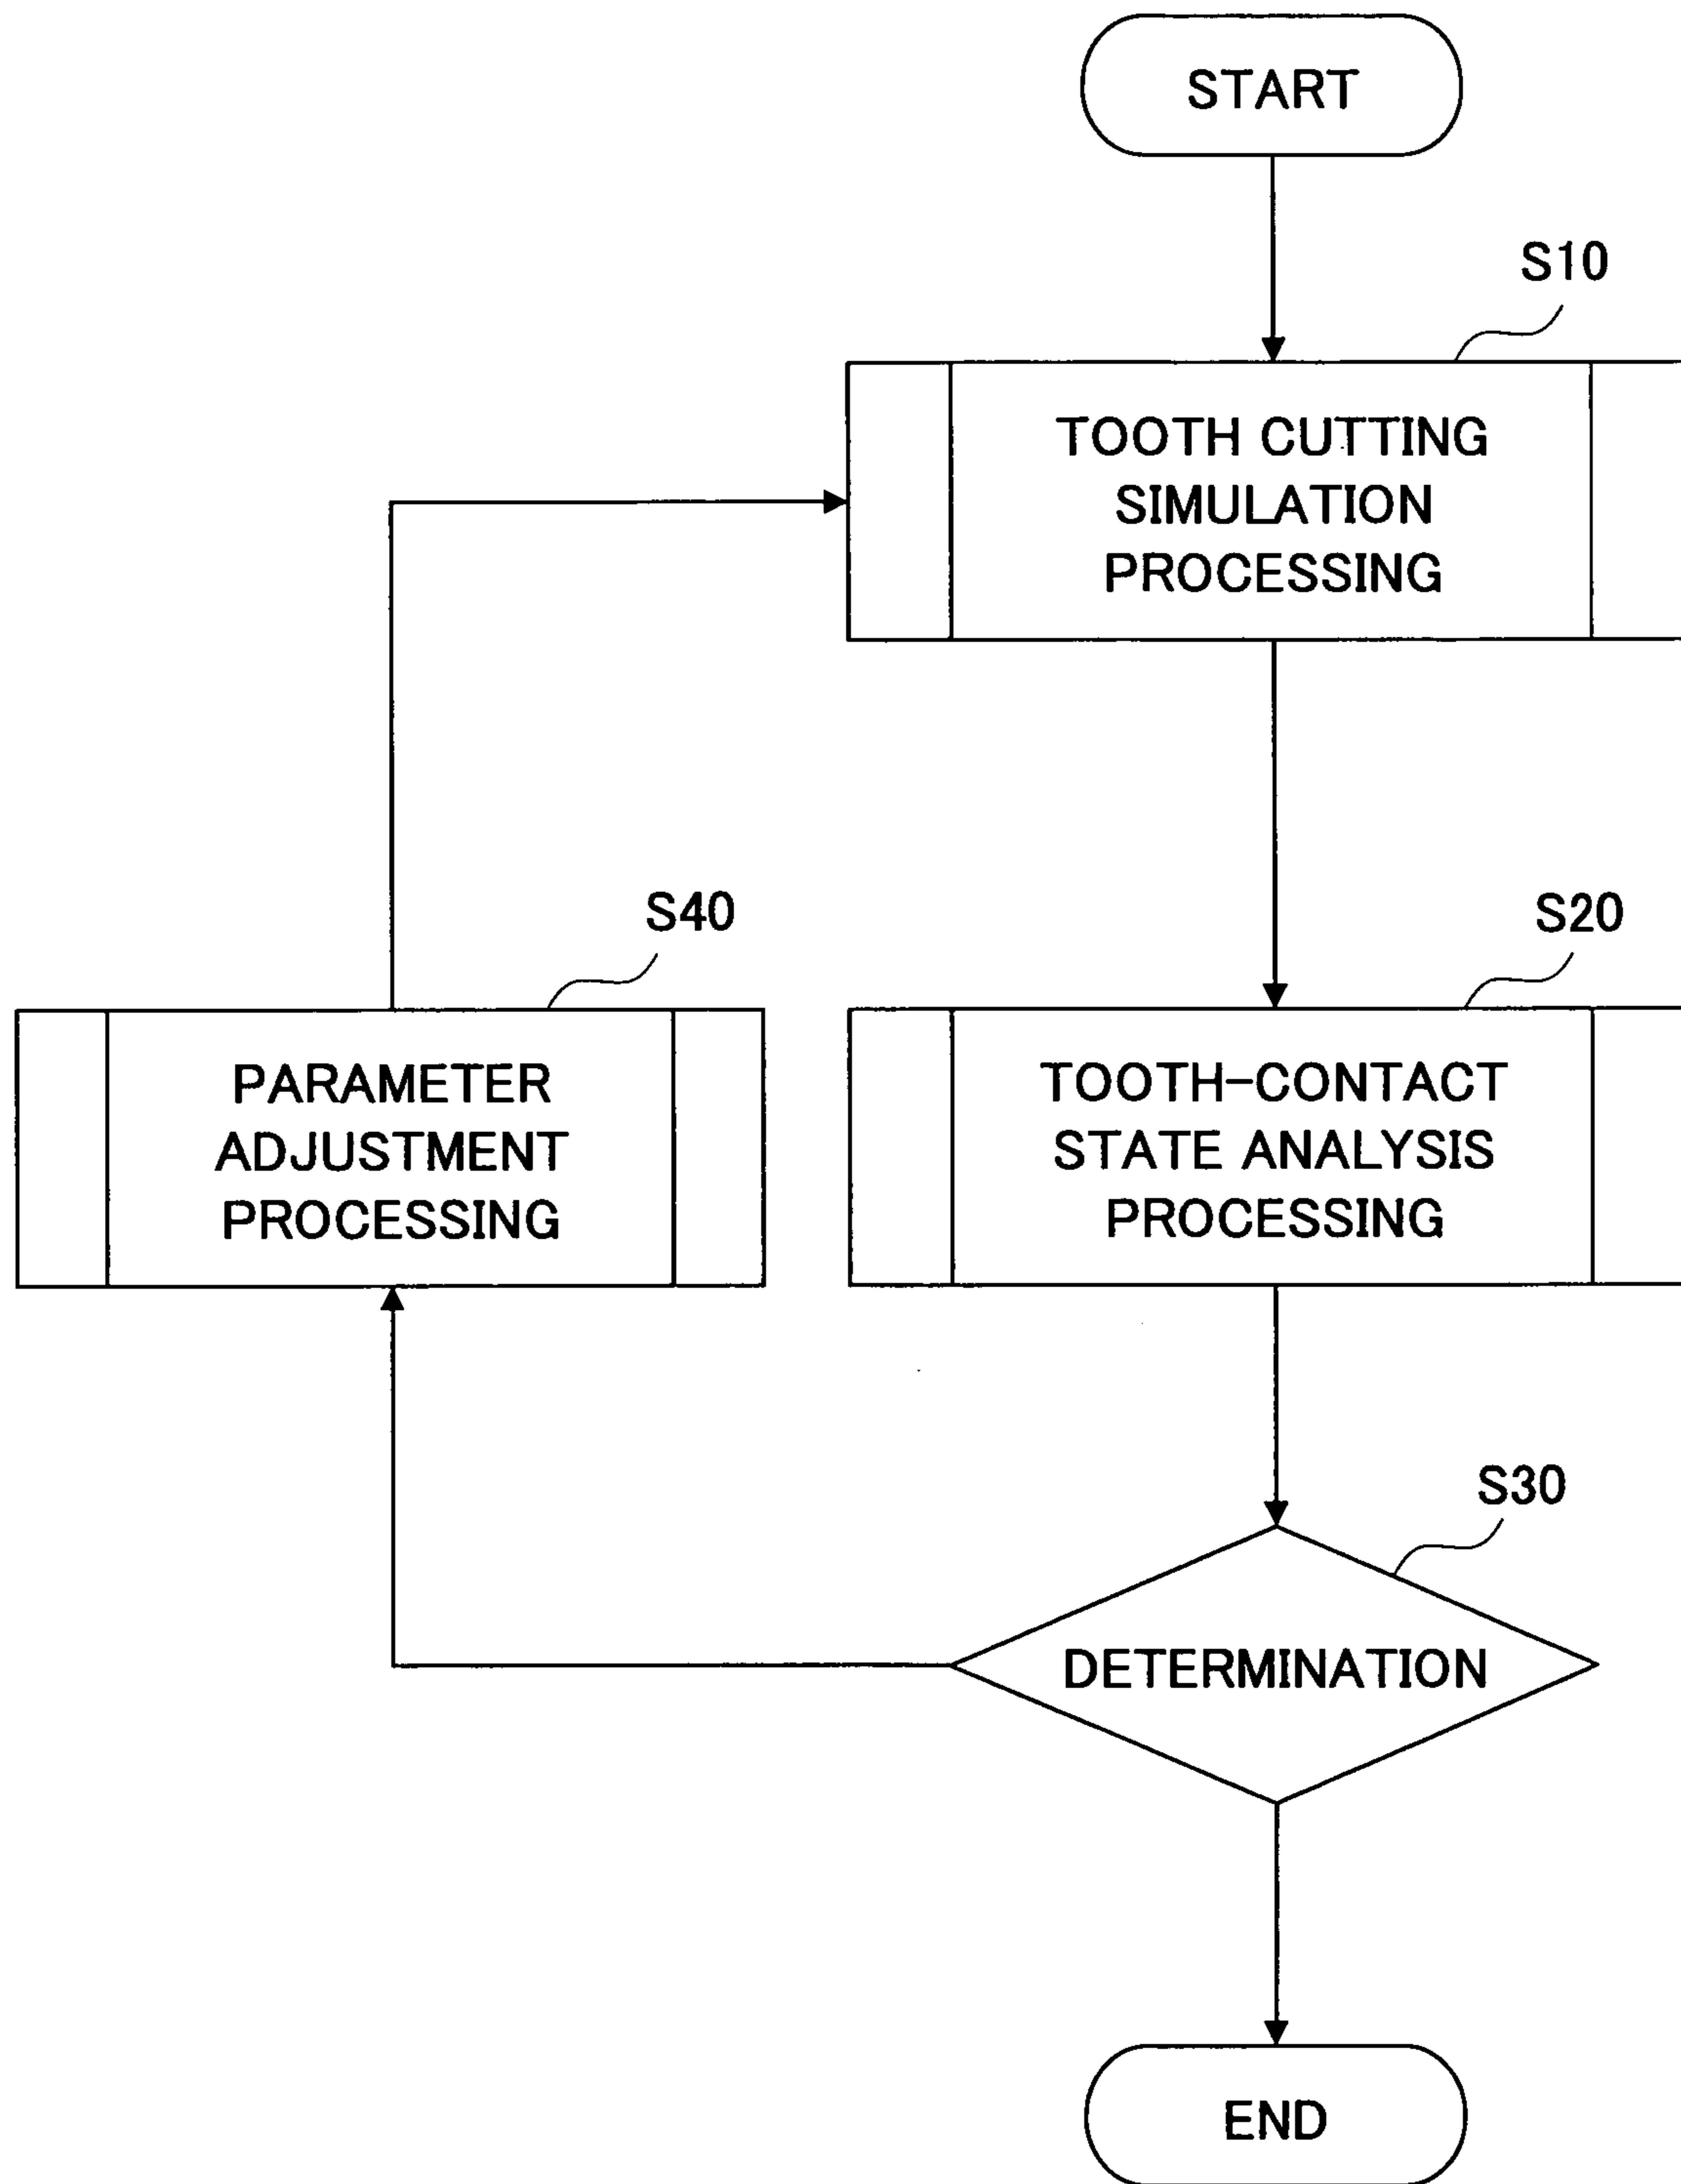 START
S10
TOOTH CUTTING
SIMULATION
PROCESSING
S40
PARAMETER
ADJUSTMENT
PROCESSING
S20
TOOTH-CONTACT
STATE ANALYSIS
PROCESSING
S30
DETERMINATION
END